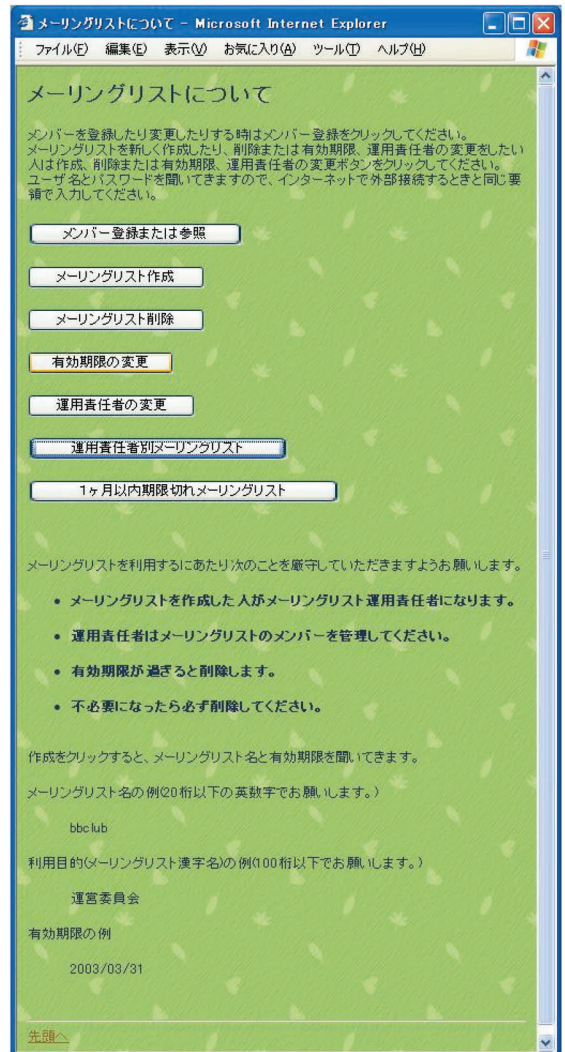 メーリングリストについて - Microsoft Internet Explorer
ファイル(F) 編集(E) 表示(V) お気に入り(A) ツール(T) ヘルプ(H)
メーリングリストについて
メンバーを登録したり変更したりする時はメンバー登録をクリックしてください。
メーリングリストを新しく作成したり、削除または有効期限、運用責任者の変更をしたい
人は作成、削除または有効期限、運用責任者の変更ボタンをクリックしてください。
ユーザ名とパスワードを聞いてきますので、インターネットで外部接続するときと同じ要
領で入力してください。
メンバー登録または参照
メーリングリスト作成
メーリングリスト削除
有効期限の変更
運用責任者の変更
運用責任者別メーリングリスト
1ヶ月以内期限切れメーリングリスト
メーリングリストを利用するにあたり次のことを厳守していただきますようお願いします。
• メーリングリストを作成した人がメーリングリスト運用責任者になります。
• 運用責任者はメーリングリストのメンバーを管理してください。
• 有効期限が過ぎると削除します。
• 不必要になったら必ず削除してください。
作成をクリックすると、メーリングリスト名と有効期限を聞いてきます。
メーリングリスト名の例(20桁以下の英数字でお願いします。)
bbclub
利用目的(メーリングリスト漢字名)の例(100桁以下でお願いします。)
運営委員会
有効期限の例
2003/03/31
先頭へ